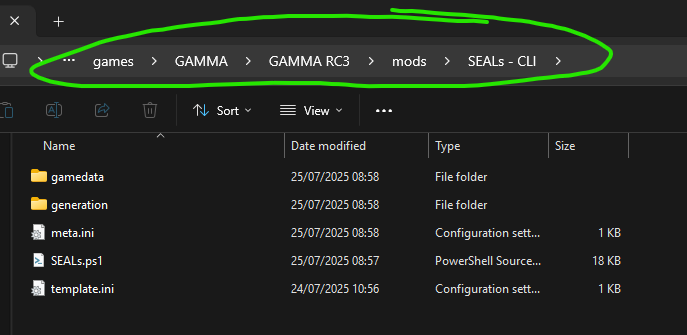 ... games > GAMMA > GAMMA RC3 > mods > SEALs - CLI >
Sort View ...
Name Date modified Type Size
gamedata 25/07/2025 08:58 File folder
generation 25/07/2025 08:58 File folder
meta.ini 25/07/2025 08:58 Configuration sett... 1 KB
SEALs.ps1 25/07/2025 08:57 PowerShell Source... 18 KB
template.ini 24/07/2025 10:56 Configuration sett... 1 KB